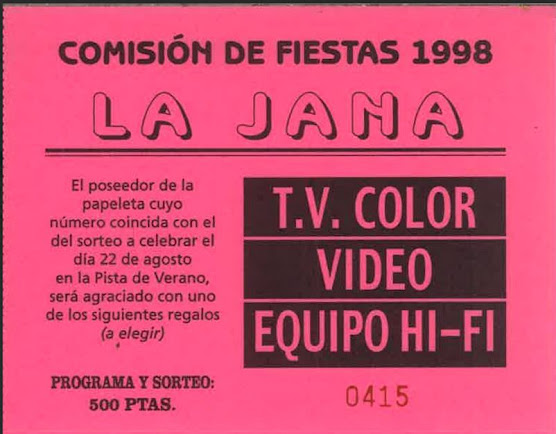 COMISIÓN DE FIESTAS 1998
LA JANA
El poseedor de la
papeleta cuyo
número coincida con el
del sorteo a celebrar el
día 22 de agosto
en la Pista de Verano,
será agraciado con uno
de los siguientes regalos
(a elegir)
T.V. COLOR
VIDEO
EQUIPO HI-FI
PROGRAMA Y SORTEO:
500 PTAS.
0415